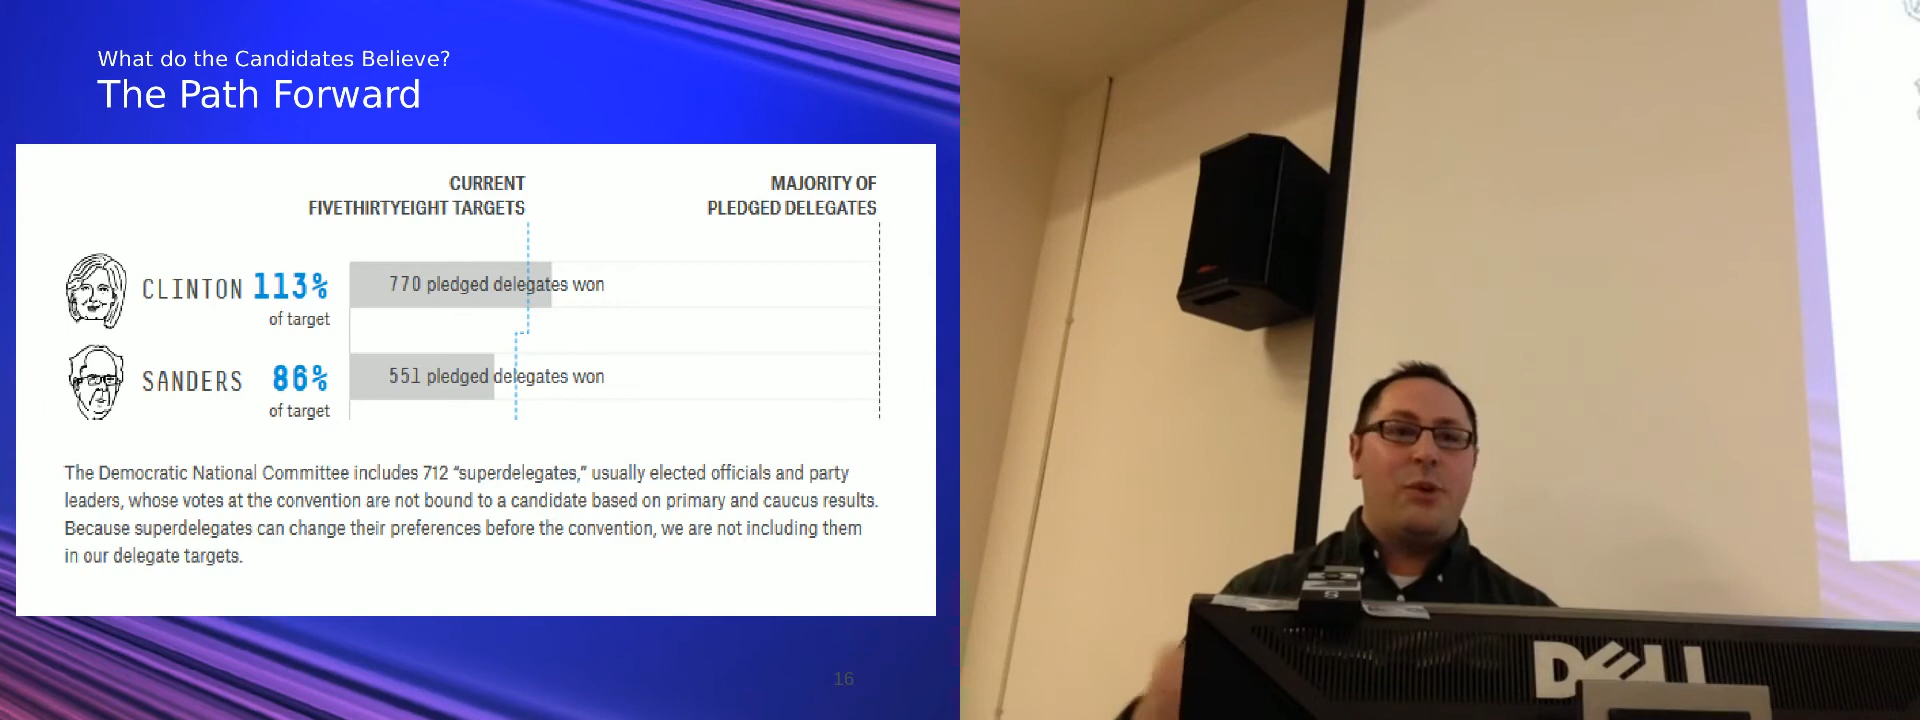 What do the Candidates Believe?
The Path Forward
CURRENT
FIVETHIRTYEIGHT TARGETS
MAJORITY OF
PLEDGED DELEGATES
CLINTON 113%
of target
770 pledged delegates won
SANDERS 86%
of target
551 pledged delegates won
The Democratic National Committee includes 712 “superdelegates,” usually elected officials and party
leaders, whose votes at the convention are not bound to a candidate based on primary and caucus results.
Because superdelegates can change their preferences before the convention, we are not including them
in our delegate targets.
16
DELL